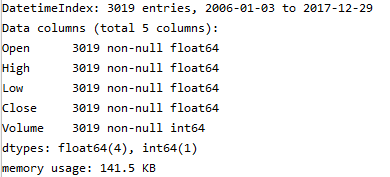 DatetimeIndex: 3019 entries, 2006-01-03 to 2017-12-29
Data columns (total 5 columns):
Open      3019 non-null float64
High      3019 non-null float64
Low       3019 non-null float64
Close     3019 non-null float64
Volume    3019 non-null int64
dtypes: float64(4), int64(1)
memory usage: 141.5 KB